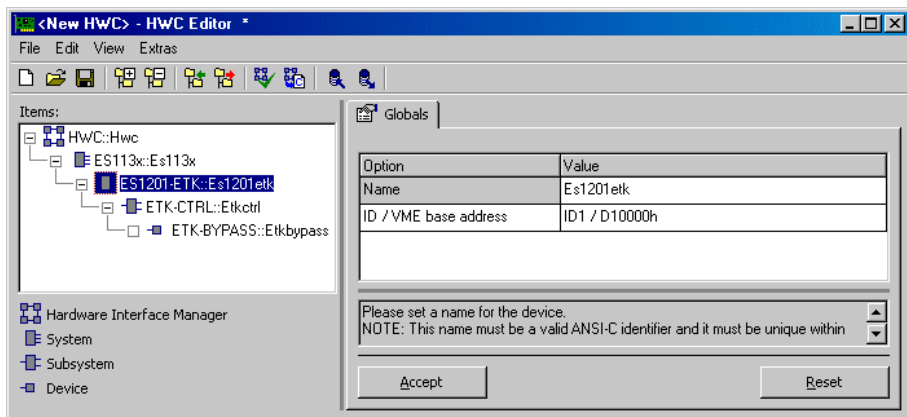 <New HWC> - HWC Editor *
File Edit View Extras
Items:
HWC::Hwc
ES113x::Es113x
ES1201-ETK::Es1201etk
ETK-CTRL::Etkctrl
ETK-BYPASS::Etkbypass
Hardware Interface Manager
System
Subsystem
Device
Globals
Option Value
Name Es1201etk
ID / VME base address ID1 / D10000h
Please set a name for the device.
NOTE: This name must be a valid ANSI-C identifier and it must be unique within
Accept Reset